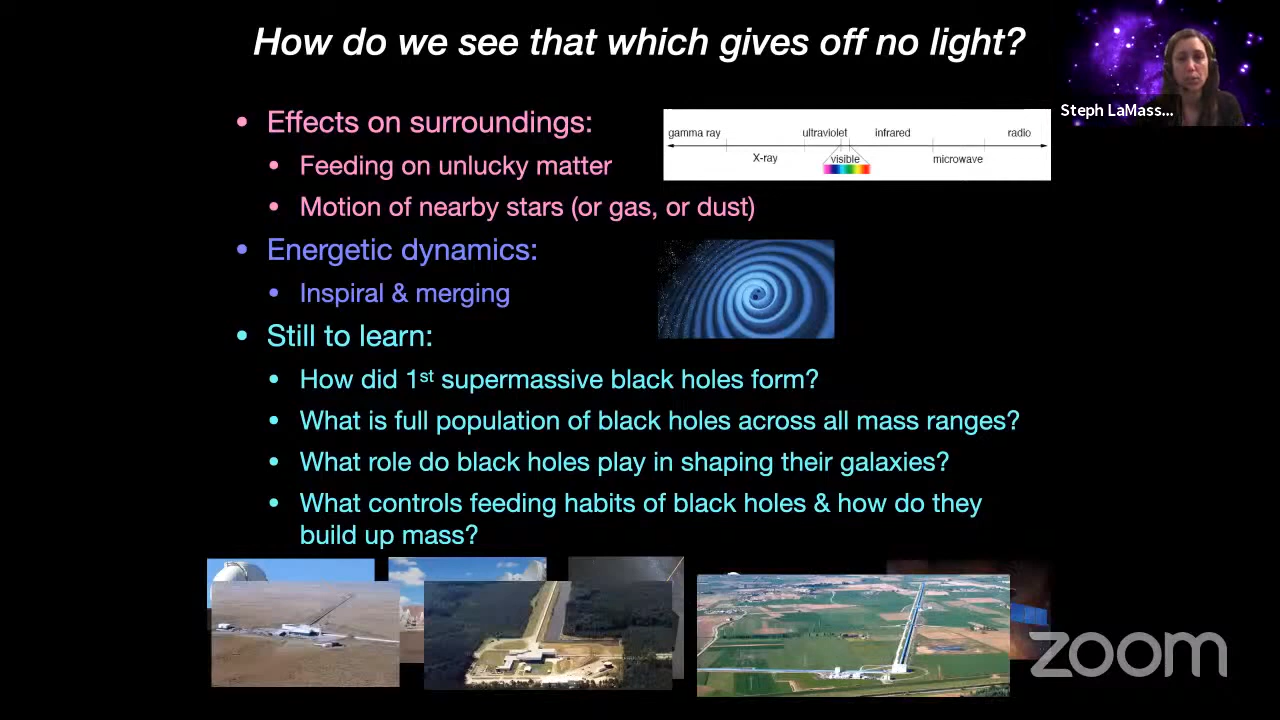 How do we see that which gives off no light?
Steph LaMass...
• Effects on surroundings:
gamma ray
ultraviolet
infrared
radio
X-ray
visible
microwave
• Feeding on unlucky matter
• Motion of nearby stars (or gas, or dust)
• Energetic dynamics:
• Inspiral & merging
• Still to learn:
• How did 1st supermassive black holes form?
• What is full population of black holes across all mass ranges?
• What role do black holes play in shaping their galaxies?
• What controls feeding habits of black holes & how do they
build up mass?
zoom